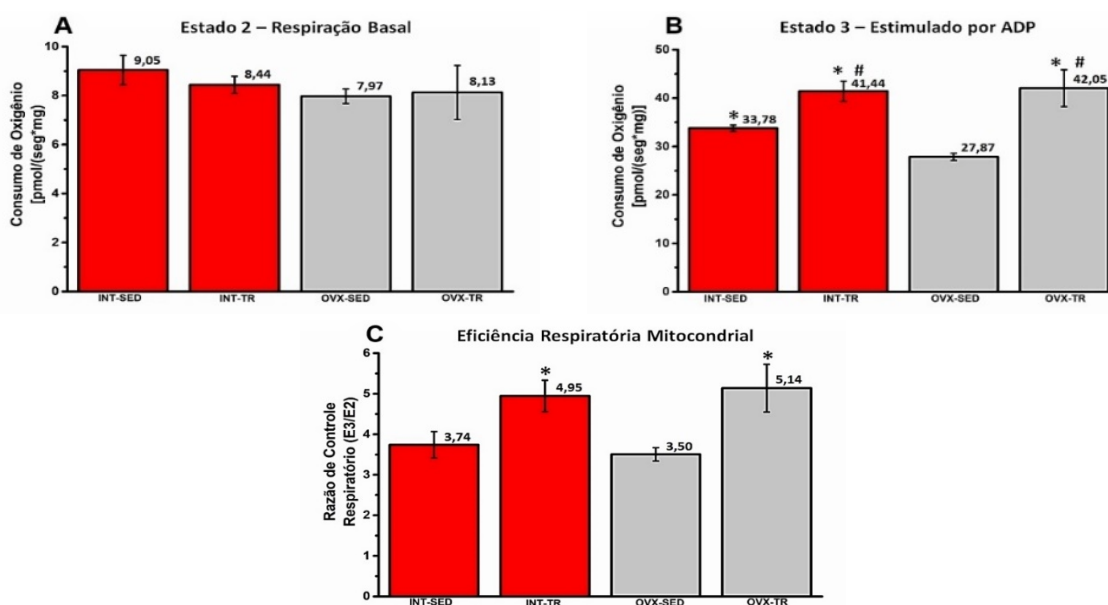 A
Estado 2 – Respiração Basal
Consumo de Oxigênio
[pmol/(seg*mg)]
10
8
6
4
2
0
9,05
8,44
7,97
8,13
INT-SED
INT-TR
OVX-SED
OVX-TR
B
Estado 3 – Estimulado por ADP
Consumo de Oxigênio
[pmol/(seg*mg)]
50
40
30
20
10
0
* 33,78
* #
41,44
27,87
* #
42,05
INT-SED
INT-TR
OVX-SED
OVX-TR
C
Eficiência Respiratória Mitocondrial
Razão de Controle
Respiratório (E3/E2)
6
5
4
3
2
1
0
3,74
*
4,95
3,50
*
5,14
INT-SED
INT-TR
OVX-SED
OVX-TR